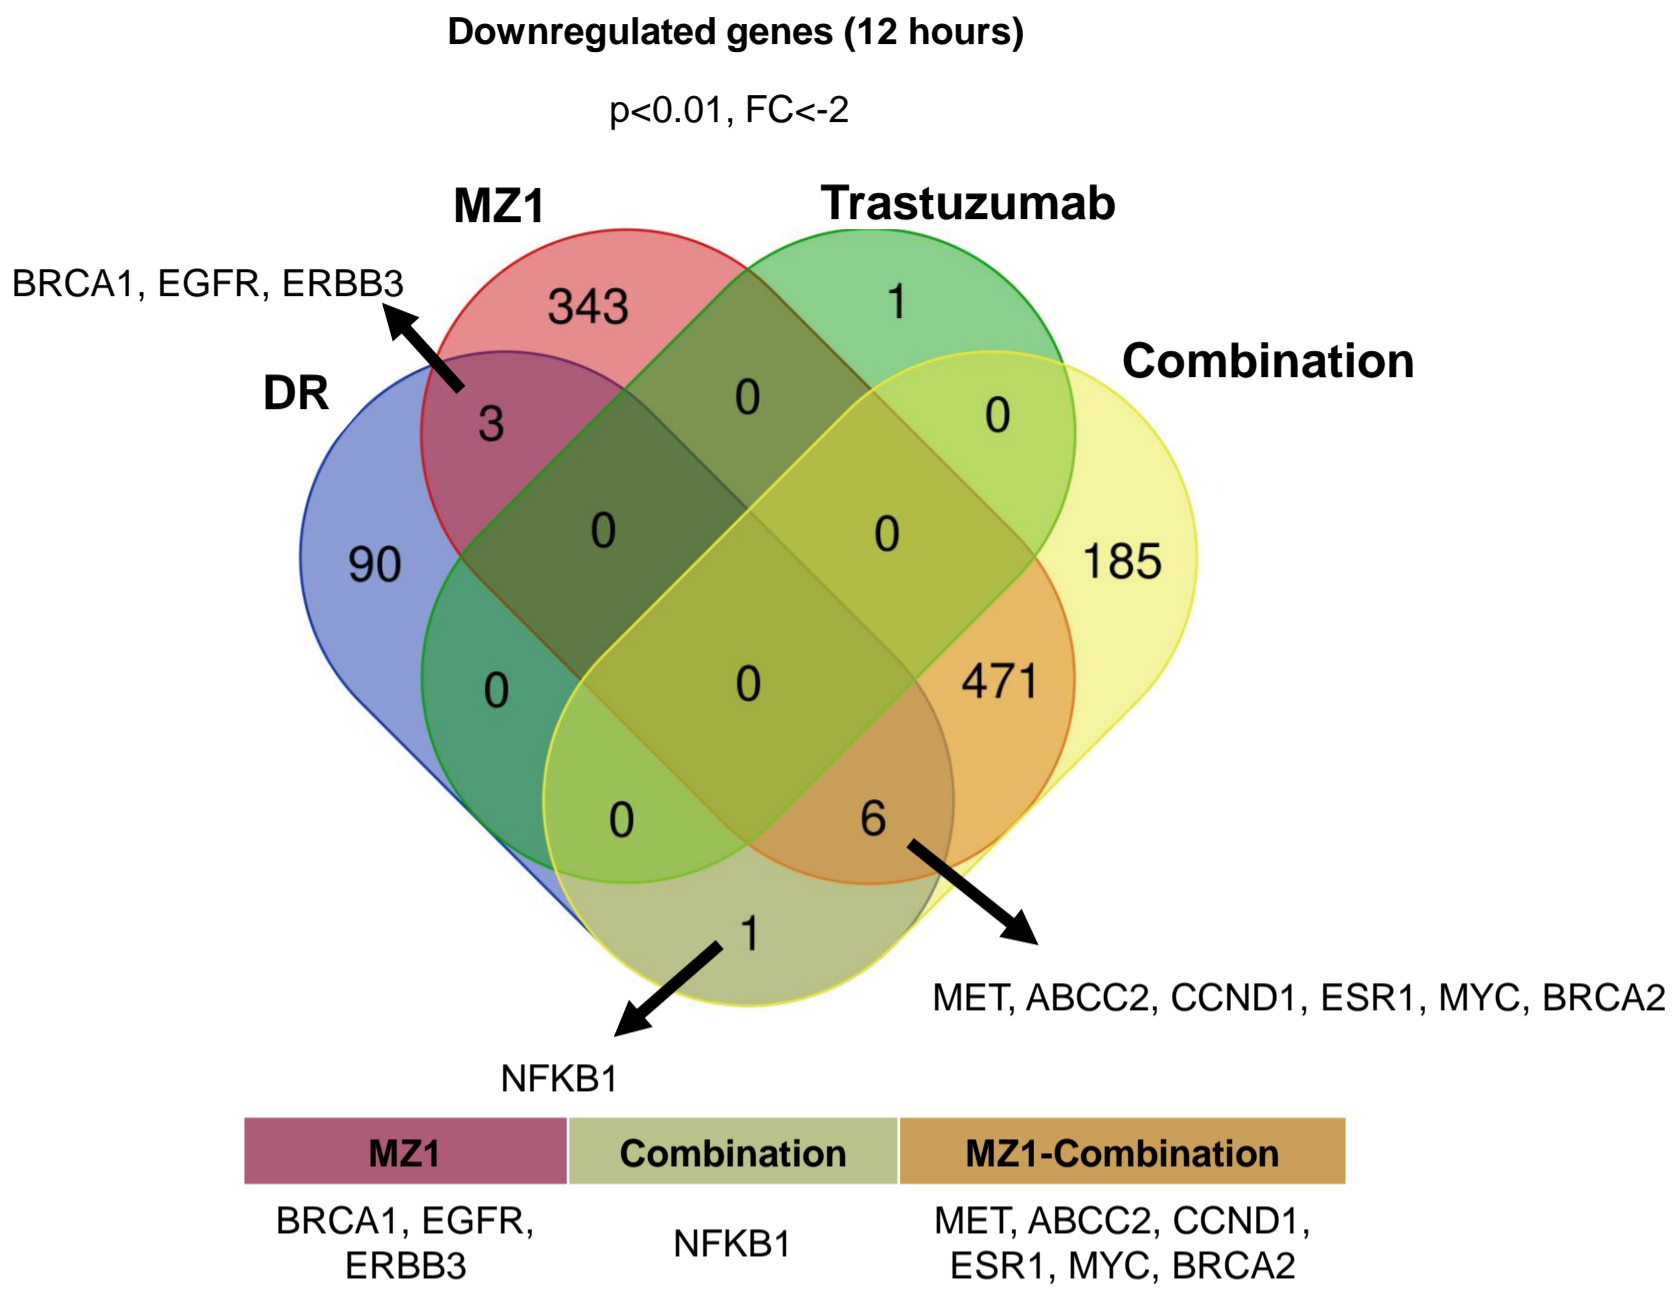 Downregulated genes (12 hours)
p<0.01, FC<-2
MZ1
Trastuzumab
BRCA1, EGFR, ERBB3
DR
Combination
343
1
3
0
0
90
0
0
185
0
0
471
0
6
1
MET, ABCC2, CCND1, ESR1, MYC, BRCA2
NFKB1
MZ1
Combination
MZ1-Combination
BRCA1, EGFR,
ERBB3
NFKB1
MET, ABCC2, CCND1,
ESR1, MYC, BRCA2